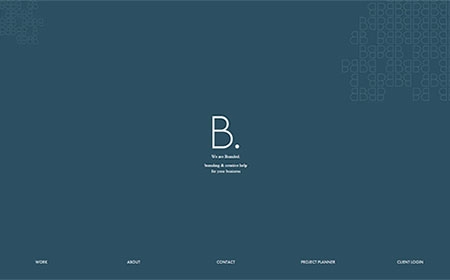 B.
We are Branded.
branding & creative help
for your business
WORK
ABOUT
CONTACT
PROJECT PLANNER
CLIENT LOGIN